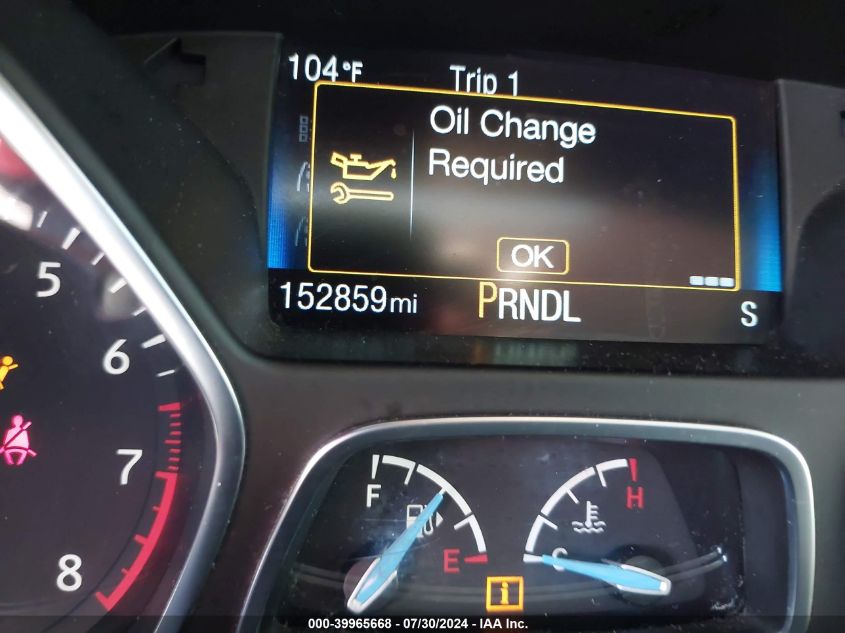 104°F Trip 1
Oil Change
Required
OK
152859mi PRNDL S
5
6
7
8
F
E
C
H
i
000-39965668 / 07/30/2024 - IAA Inc.